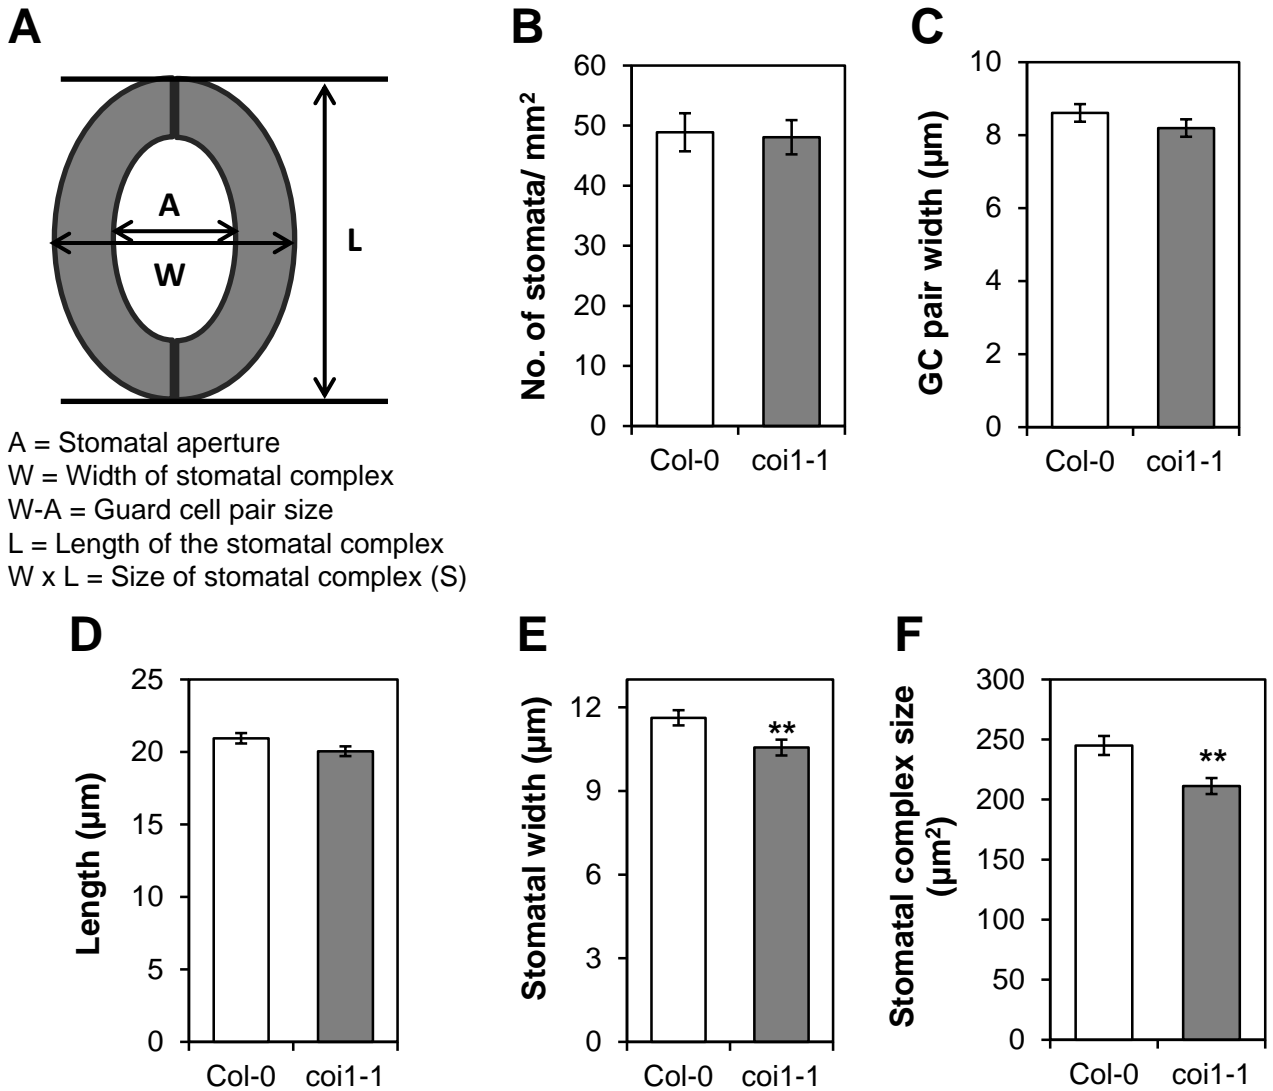 A
A
W
L
A = Stomatal aperture
W = Width of stomatal complex
W-A = Guard cell pair size
L = Length of the stomatal complex
W x L = Size of stomatal complex (S)
B
No. of stomata/ mm²
60
50
40
30
20
10
0
Col-0 coi1-1
C
GC pair width (µm)
10
8
6
4
2
0
Col-0 coi1-1
D
Length (µm)
25
20
15
10
5
0
Col-0 coi1-1
E
Stomatal width (µm)
12
9
6
3
0
**
Col-0 coi1-1
F
Stomatal complex size
(µm²)
300
250
200
150
100
50
0
**
Col-0 coi1-1